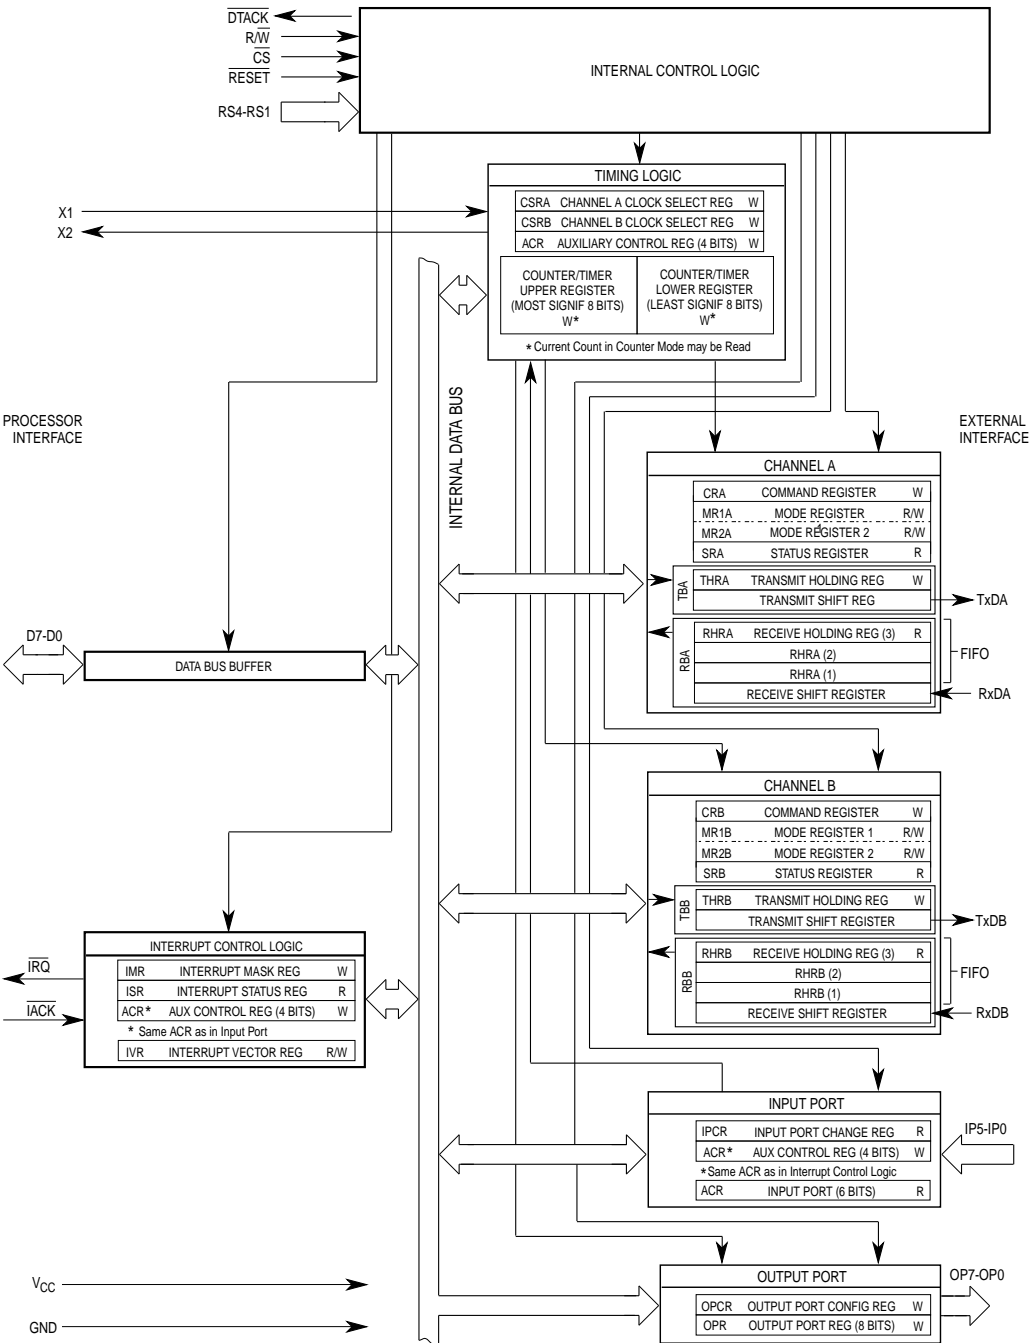 DTACK
R/W
CS
RESET
RS4-RS1
INTERNAL CONTROL LOGIC
X1
X2
TIMING LOGIC
CSRA CHANNEL A CLOCK SELECT REG W
CSRB CHANNEL B CLOCK SELECT REG W
ACR AUXILIARY CONTROL REG (4 BITS) W
COUNTER/TIMER
UPPER REGISTER
(MOST SIGNIF 8 BITS)
W*
COUNTER/TIMER
LOWER REGISTER
(LEAST SIGNIF 8 BITS)
W*
* Current Count in Counter Mode may be Read
PROCESSOR
INTERFACE
INTERNAL DATA BUS
EXTERNAL
INTERFACE
CHANNEL A
CRA COMMAND REGISTER W
MR1A MODE REGISTER R/W
MR2A MODE REGISTER 2 R/W
SRA STATUS REGISTER R
TBA
THRA TRANSMIT HOLDING REG W
TRANSMIT SHIFT REG
TxDA
RBA
RHRA RECEIVE HOLDING REG (3) R
RHRA (2)
RHRA (1)
RECEIVE SHIFT REGISTER
FIFO
RxDA
D7-D0
DATA BUS BUFFER
CHANNEL B
CRB COMMAND REGISTER W
MR1B MODE REGISTER 1 R/W
MR2B MODE REGISTER 2 R/W
SRB STATUS REGISTER R
TBB
THRB TRANSMIT HOLDING REG W
TRANSMIT SHIFT REGISTER
TxDB
RBB
RHRB RECEIVE HOLDING REG (3) R
RHRB (2)
RHRB (1)
RECEIVE SHIFT REGISTER
FIFO
RxDB
IRQ
IACK
INTERRUPT CONTROL LOGIC
IMR INTERRUPT MASK REG W
ISR INTERRUPT STATUS REG R
ACR* AUX CONTROL REG (4 BITS) W
* Same ACR as in Input Port
IVR INTERRUPT VECTOR REG R/W
INPUT PORT
IPCR INPUT PORT CHANGE REG R
ACR* AUX CONTROL REG (4 BITS) W
*Same ACR as in Interrupt Control Logic
ACR INPUT PORT (6 BITS) R
IP5-IP0
VCC
GND
OUTPUT PORT
OPCR OUTPUT PORT CONFIG REG W
OPR OUTPUT PORT REG (8 BITS) W
OP7-OP0